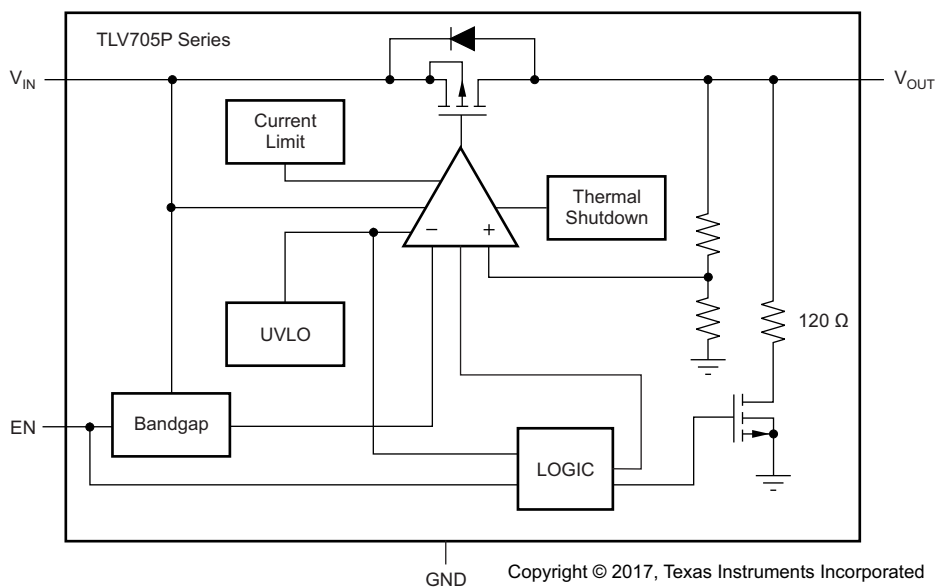 TLV705P Series
V_IN
V_OUT
Current
Limit
Thermal
Shutdown
− +
UVLO
120 Ω
EN
Bandgap
LOGIC
GND
Copyright © 2017, Texas Instruments Incorporated